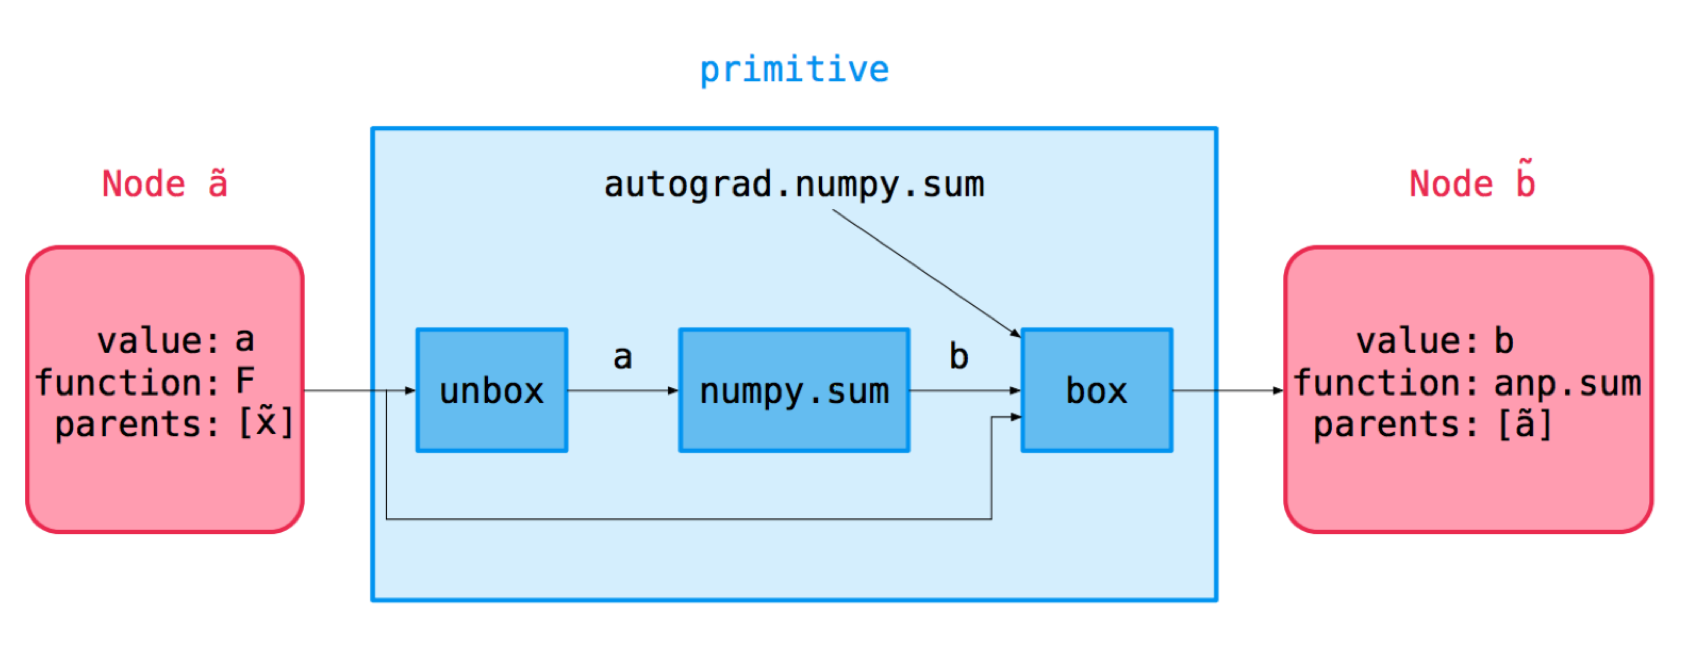 primitive
Node ã
autograd.numpy.sum
Node b̃
value: a
function: F
parents: [x̃]
unbox
a
numpy.sum
b
box
value: b
function: anp.sum
parents: [ã]